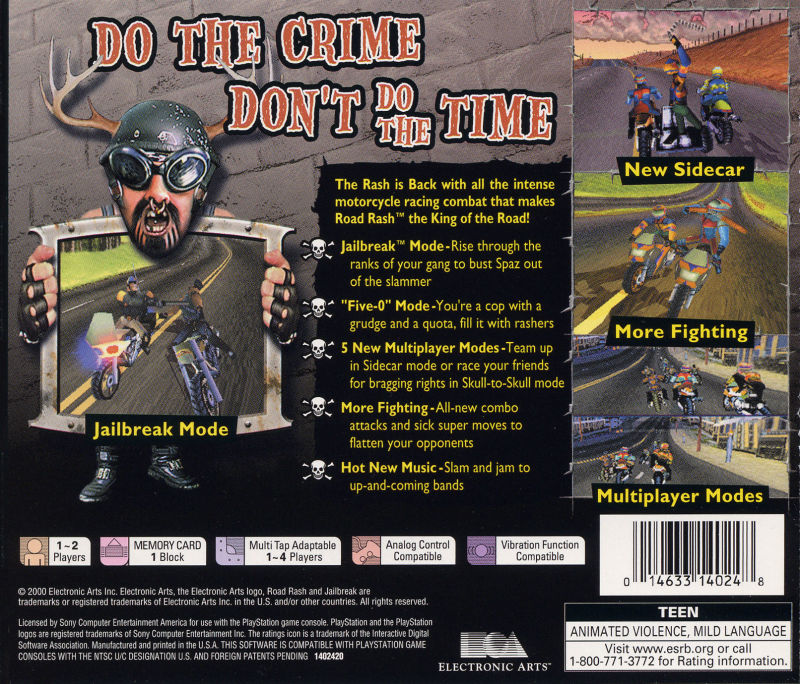 DO THE CRIME
DON'T DO THE TIME
The Rash is Back with all the intense
motorcycle racing combat that makes
Road Rash™ the King of the Road!
Jailbreak™ Mode-Rise through the
ranks of your gang to bust Spaz out
of the slammer
"Five-0" Mode-You're a cop with a
grudge and a quota, fill it with rashers
5 New Multiplayer Modes-Team up
in Sidecar mode or race your friends
for bragging rights in Skull-to-Skull mode
More Fighting-All-new combo
attacks and sick super moves to
flatten your opponents
Hot New Music-Slam and jam to
up-and-coming bands
Jailbreak Mode
New Sidecar
More Fighting
Multiplayer Modes
1~2
Players
MEMORY CARD
1 Block
Multi Tap Adaptable
1~4 Players
Analog Control
Compatible
Vibration Function
Compatible
© 2000 Electronic Arts Inc. Electronic Arts, the Electronic Arts logo, Road Rash and Jailbreak are
trademarks or registered trademarks of Electronic Arts Inc. in the U.S. and/or other countries. All rights reserved.
Licensed by Sony Computer Entertainment America for use with the PlayStation game console. PlayStation and the PlayStation
logos are registered trademarks of Sony Computer Entertainment Inc. The ratings icon is a trademark of the Interactive Digital
Software Association. Manufactured and printed in the U.S.A. THIS SOFTWARE IS COMPATIBLE WITH PLAYSTATION GAME
CONSOLES WITH THE NTSC U/C DESIGNATION U.S. AND FOREIGN PATENTS PENDING 1402420
ELECTRONIC ARTS™
0 14633 14024 8
TEEN
ANIMATED VIOLENCE, MILD LANGUAGE
Visit www.esrb.org or call
1-800-771-3772 for Rating information.